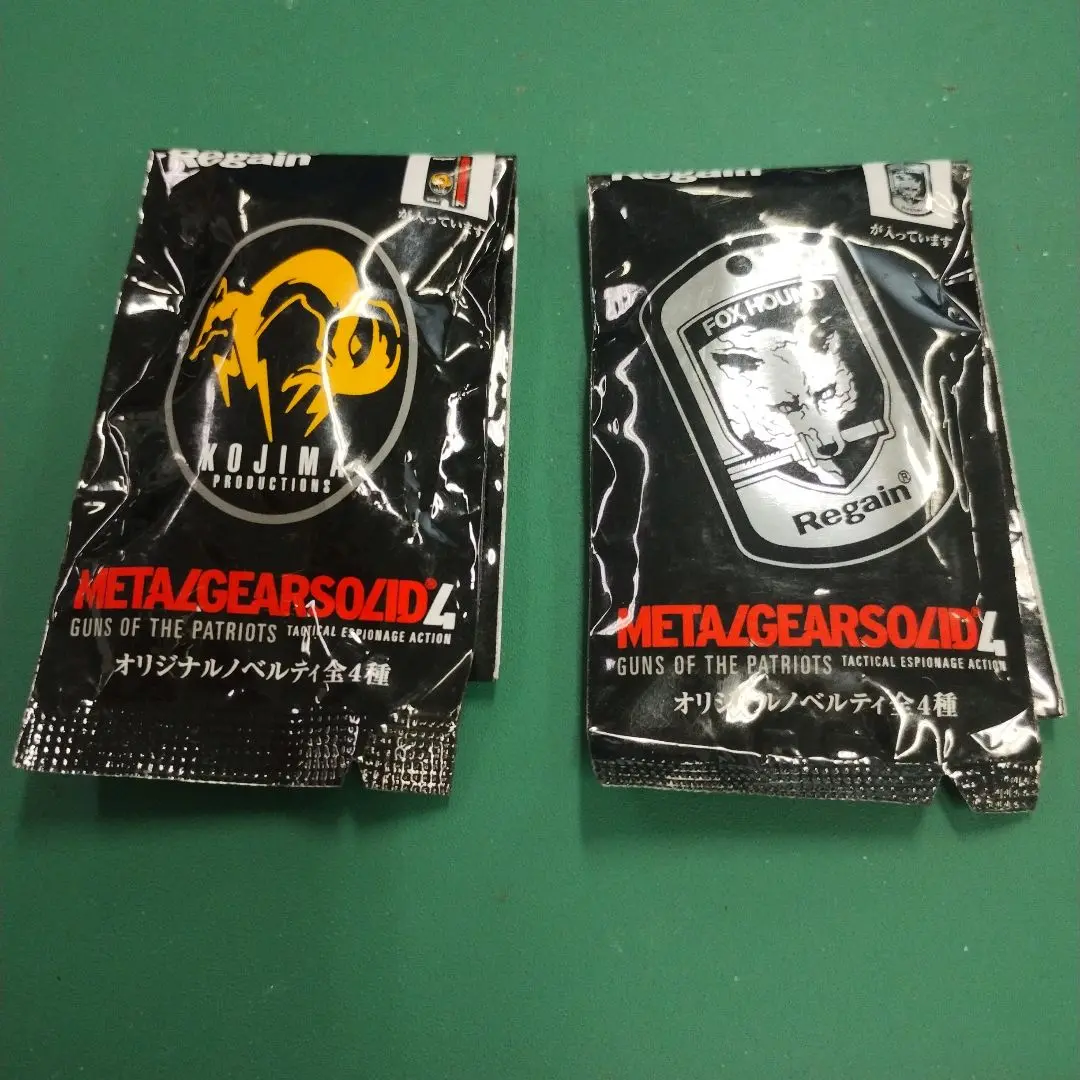 Regain
が入っています
KOJIMA
PRODUCTIONS
METAL GEAR SOLID® 4
GUNS OF THE PATRIOTS TACTICAL ESPIONAGE ACTION
オリジナルノベルティ全4種
Regain
が入っています
FOX HOUND
Regain®
METAL GEAR SOLID® 4
GUNS OF THE PATRIOTS TACTICAL ESPIONAGE ACTION
オリジナルノベルティ全4種